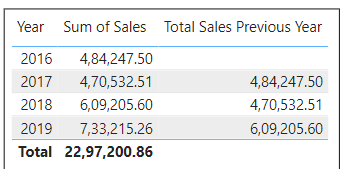 Year Sum of Sales Total Sales Previous Year
2016 4,84,247.50
2017 4,70,532.51 4,84,247.50
2018 6,09,205.60 4,70,532.51
2019 7,33,215.26 6,09,205.60
Total 22,97,200.86